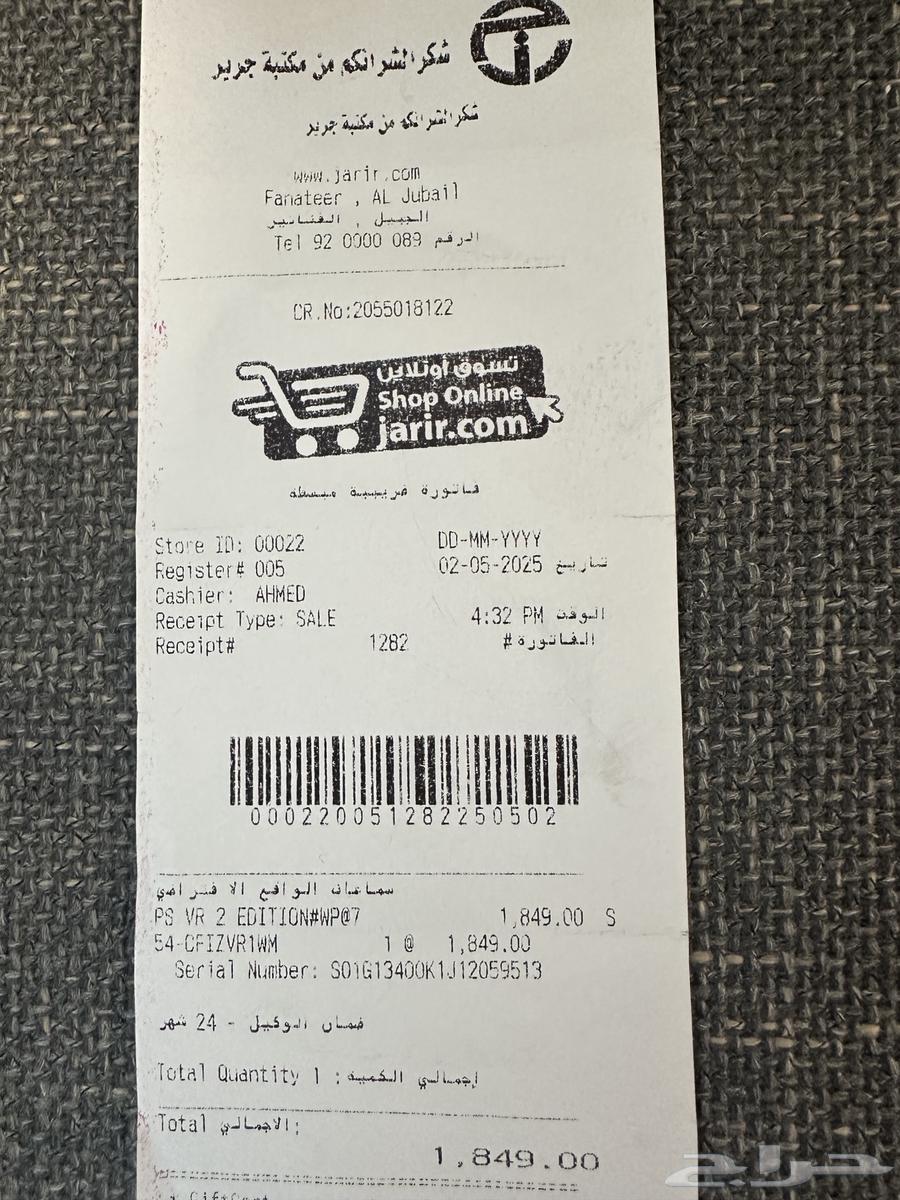 شكرا لشرائكم من مكتبة جرير
شكرا لشرائكم من مكتبة جرير
www.jarir.com
Fanateer , AL Jubail
الجبيل , الفناتير
Tel 92 0000 089 الرقم
CR.No:2055018122
تسوق أونلاين
Shop Online
jarir.com
فاتورة ضريبية مبسطة
Store ID: 00022 DD-MM-YYYY
Register# 005 02-05-2025 تاريخ
Cashier: AHMED
Receipt Type: SALE 4:32 PM الوقت
Receipt# 1282 الفاتورة #
000220051282250502
سماعات الواقع الافتراضي
PS VR 2 EDITION#WP@7 1,849.00 S
54-CFIZVR1WM 1 @ 1,849.00
Serial Number: S01G13400K1J12059513
ضمان الوكيل - 24 شهر
Total Quantity 1 : إجمالي الكمية
Total الاجمالي:
1,849.00
حراج